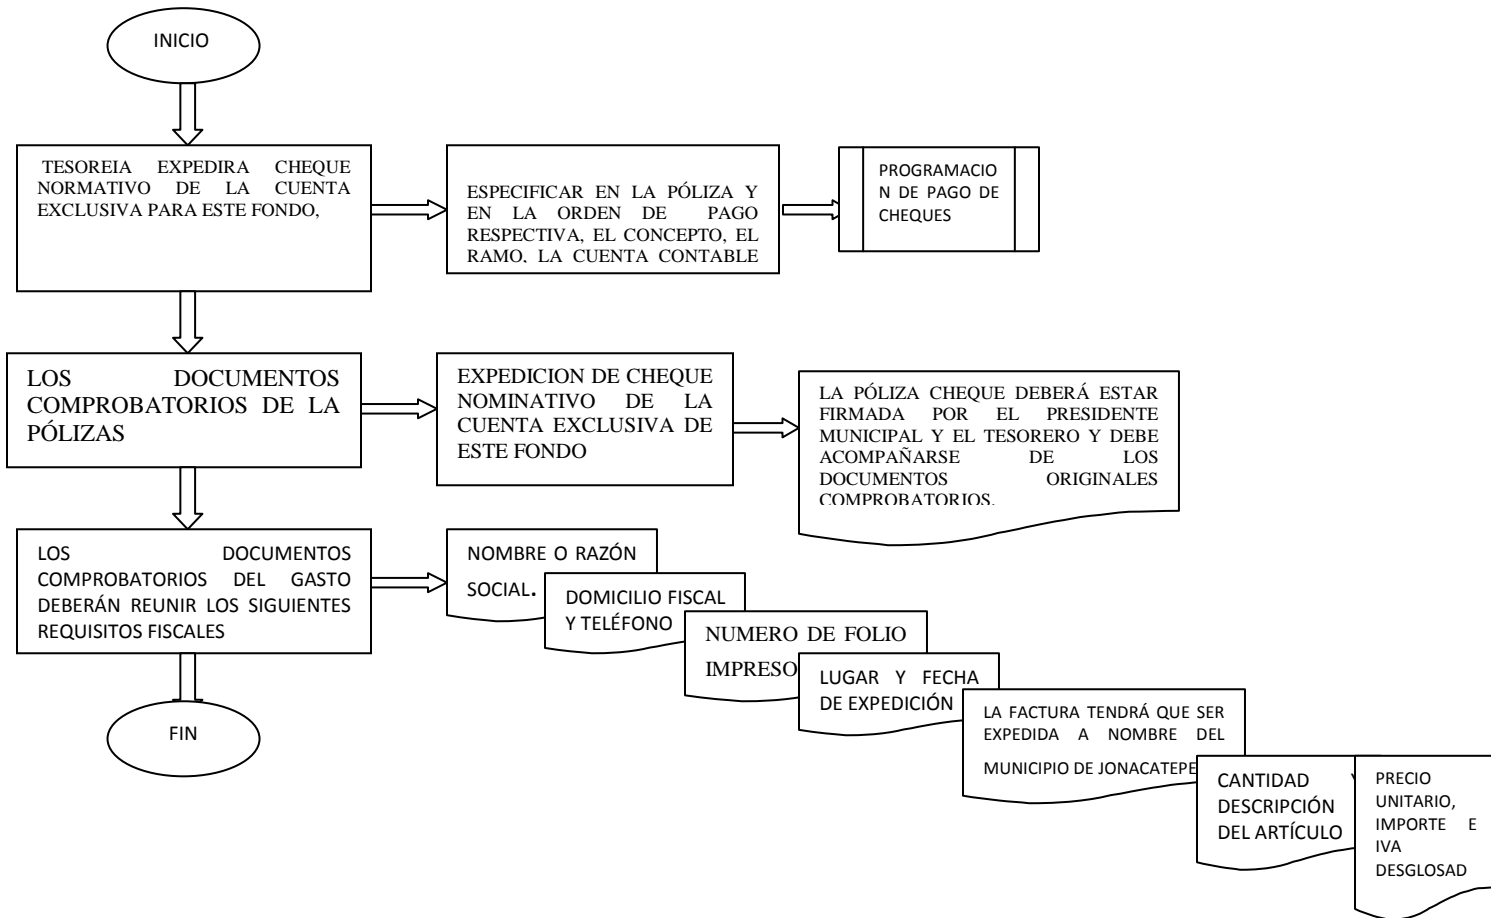 INICIO
TESOREIA EXPEDIRA CHEQUE
NORMATIVO DE LA CUENTA
EXCLUSIVA PARA ESTE FONDO,
ESPECIFICAR EN LA PÓLIZA Y
EN LA ORDEN DE PAGO
RESPECTIVA, EL CONCEPTO, EL
RAMO, LA CUENTA CONTABLE
PROGRAMACIO
N DE PAGO DE
CHEQUES
LOS DOCUMENTOS
COMPROBATORIOS DE LA
PÓLIZAS
EXPEDICION DE CHEQUE
NOMINATIVO DE LA
CUENTA EXCLUSIVA DE
ESTE FONDO
LA PÓLIZA CHEQUE DEBERÁ ESTAR
FIRMADA POR EL PRESIDENTE
MUNICIPAL Y EL TESORERO Y DEBE
ACOMPAÑARSE DE LOS
DOCUMENTOS ORIGINALES
COMPROBATORIOS.
LOS DOCUMENTOS
COMPROBATORIOS DEL GASTO
DEBERÁN REUNIR LOS SIGUIENTES
REQUISITOS FISCALES
NOMBRE O RAZÓN
SOCIAL.
DOMICILIO FISCAL
Y TELÉFONO
NUMERO DE FOLIO
IMPRESO
LUGAR Y FECHA
DE EXPEDICIÓN
LA FACTURA TENDRÁ QUE SER
EXPEDIDA A NOMBRE DEL
MUNICIPIO DE JONACATEPE
CANTIDAD
DESCRIPCIÓN
DEL ARTÍCULO
PRECIO
UNITARIO,
IMPORTE E
IVA
DESGLOSAD
FIN